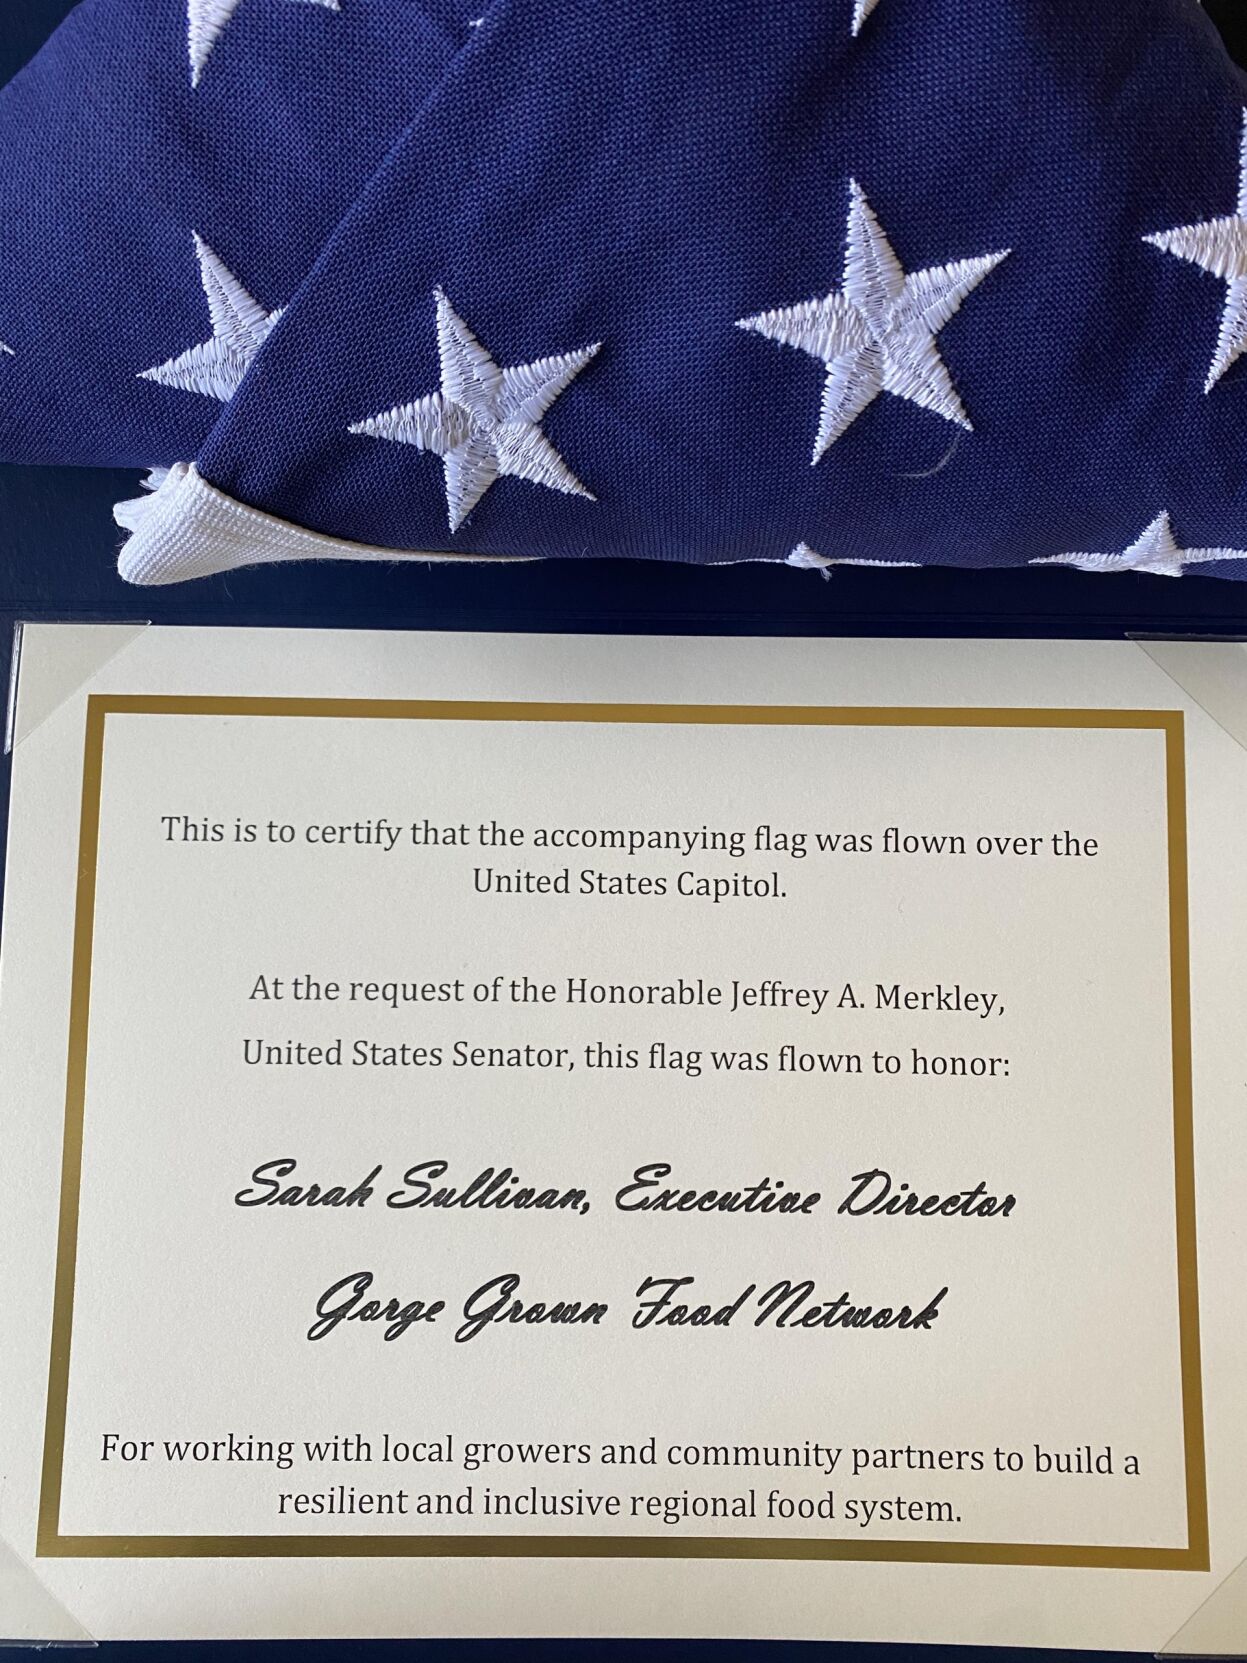 This is to certify that the accompanying flag was flown over the
United States Capitol.
At the request of the Honorable Jeffrey A. Merkley,
United States Senator, this flag was flown to honor:
Sarah Sullivan, Executive Director
Gorge Grown Food Network
For working with local growers and community partners to build a
resilient and inclusive regional food system.